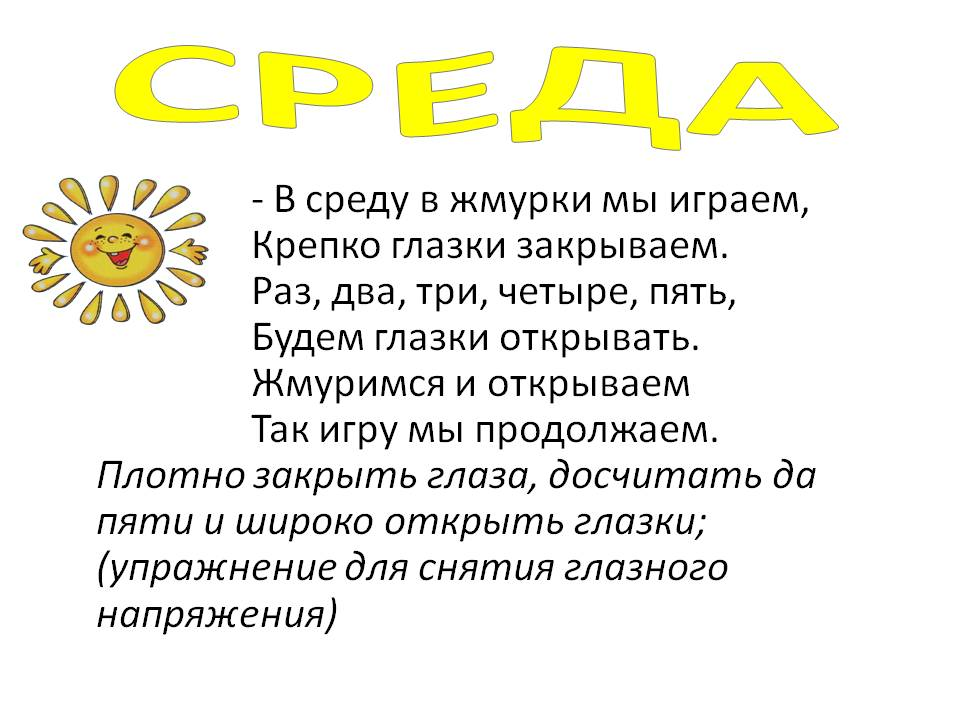 СРЕДА
- В среду в жмурки мы играем,
Крепко глазки закрываем.
Раз, два, три, четыре, пять,
Будем глазки открывать.
Жмуримся и открываем
Так игру мы продолжаем.
Плотно закрыть глаза, досчитать да
пяти и широко открыть глазки;
(упражнение для снятия глазного
напряжения)